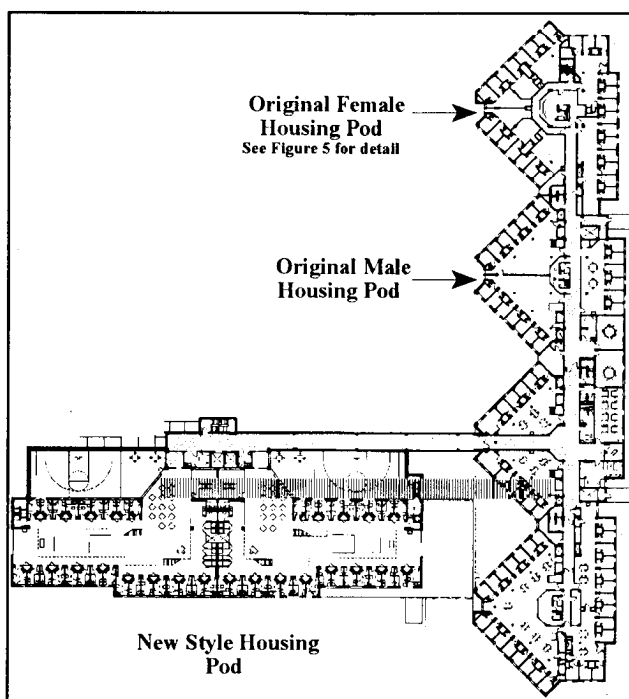 Original Female
Housing Pod
See Figure 5 for detail
Original Male
Housing Pod
New Style Housing
Pod